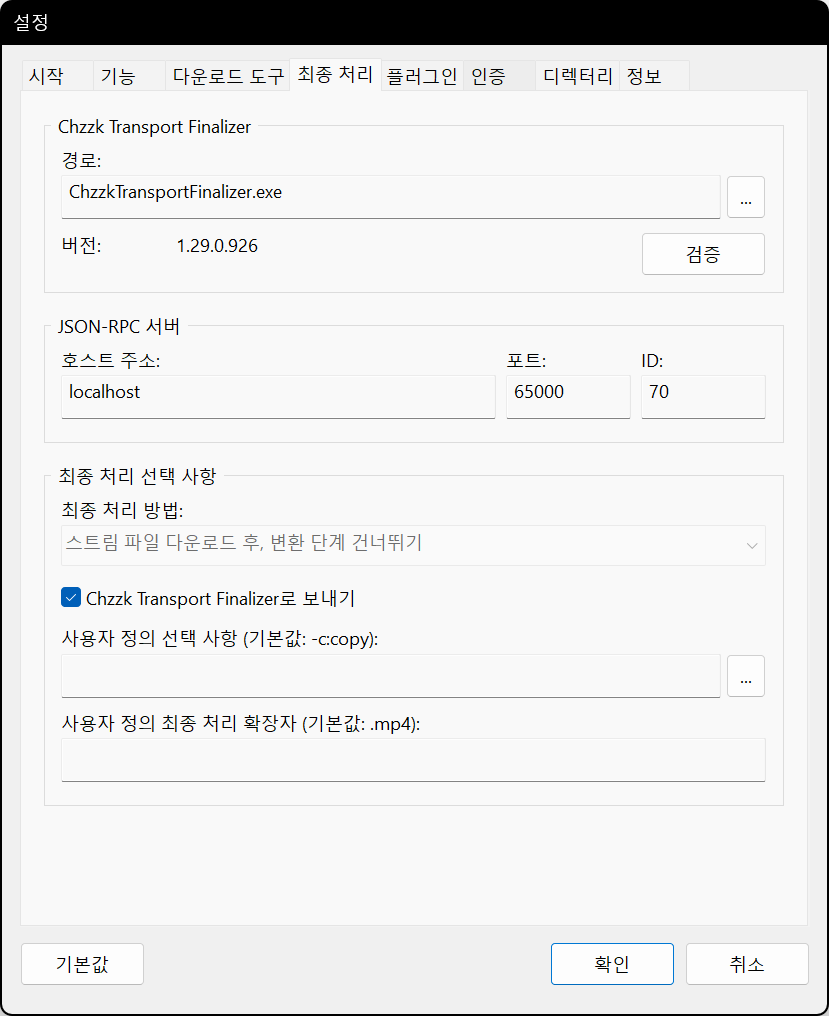 설정
시작 기능 다운로드 도구 최종 처리 플러그인 인증 디렉터리 정보
Chzzk Transport Finalizer
경로:
ChzzkTransportFinalizer.exe ...
버전: 1.29.0.926
검증
JSON-RPC 서버
호스트 주소: 포트: ID:
localhost 65000 70
최종 처리 선택 사항
최종 처리 방법:
스트림 파일 다운로드 후, 변환 단계 건너뛰기
Chzzk Transport Finalizer로 보내기
사용자 정의 선택 사항 (기본값: -c:copy):
...
사용자 정의 최종 처리 확장자 (기본값: .mp4):
기본값 확인 취소